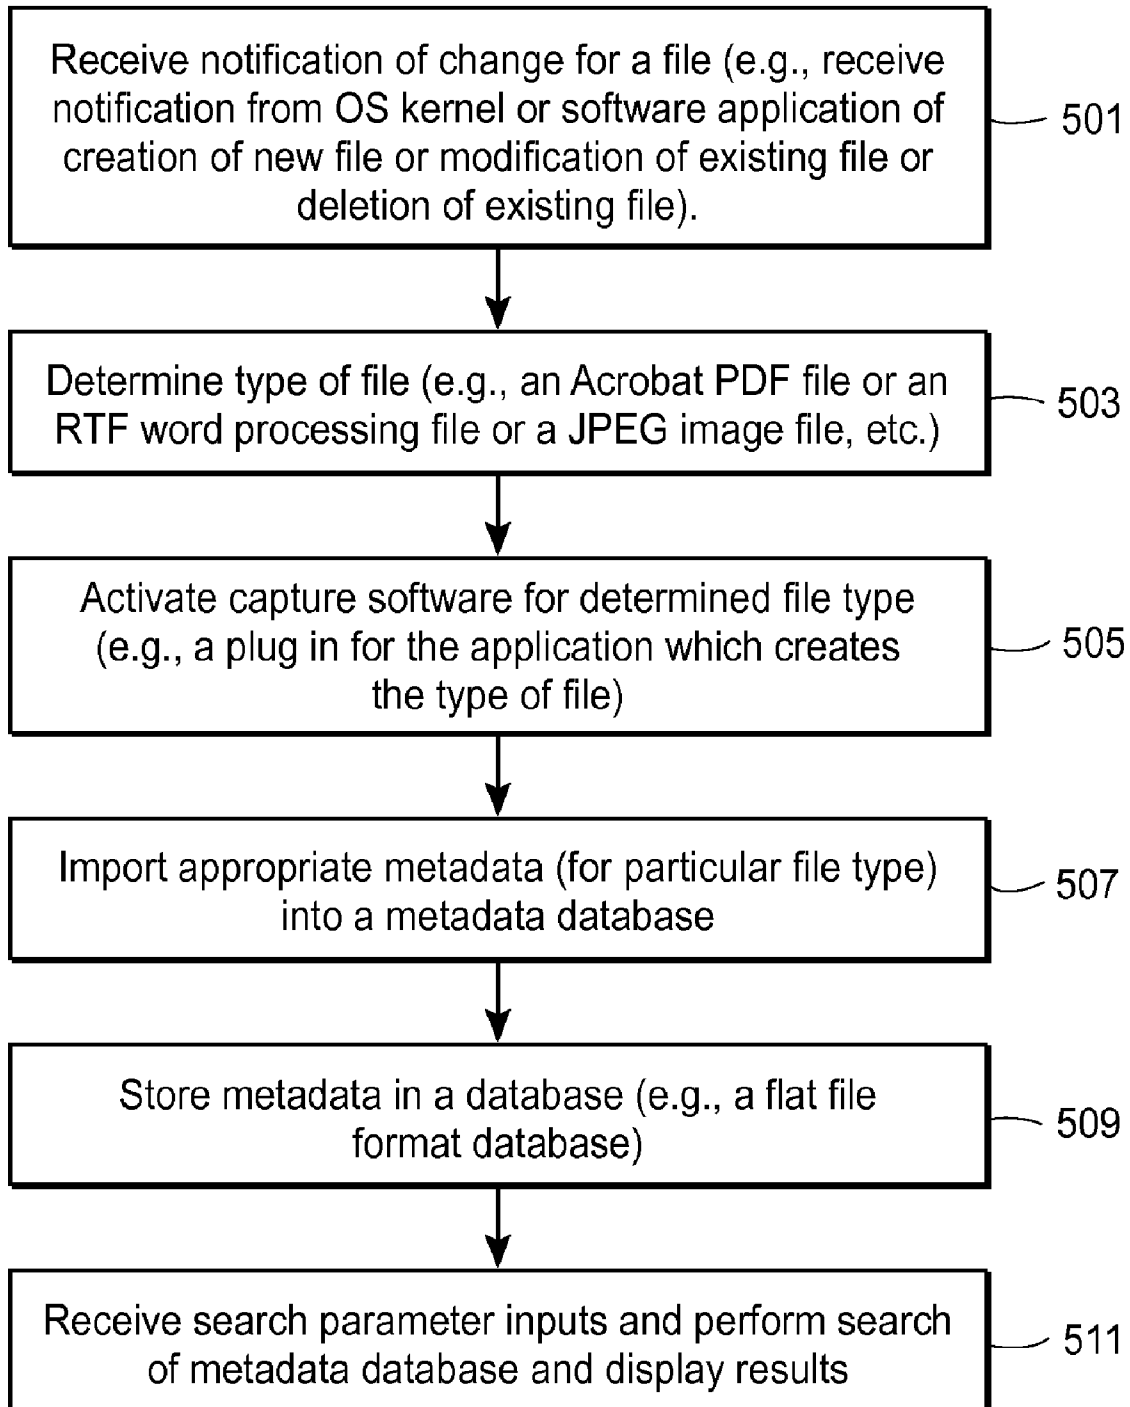 Receive notification of change for a file (e.g., receive
notification from OS kernel or software application of
creation of new file or modification of existing file or
deletion of existing file).
501
Determine type of file (e.g., an Acrobat PDF file or an
RTF word processing file or a JPEG image file, etc.)
503
Activate capture software for determined file type
(e.g., a plug in for the application which creates
the type of file)
505
Import appropriate metadata (for particular file type)
into a metadata database
507
Store metadata in a database (e.g., a flat file
format database)
509
Receive search parameter inputs and perform search
of metadata database and display results
511